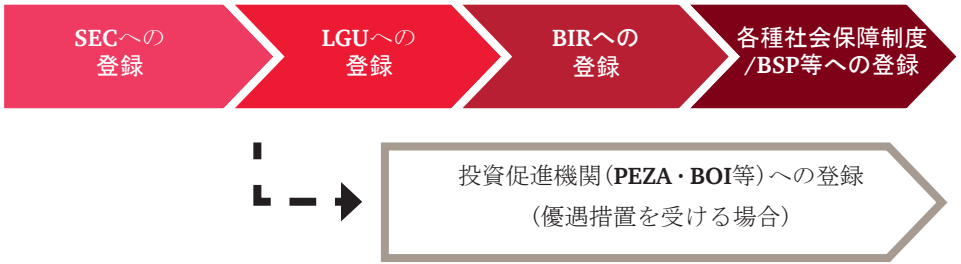 SECへの
登録
LGUへの
登録
BIRへの
登録
各種社会保障制度
/BSP等への登録
投資促進機関(PEZA・BOI等)への登録
(優遇措置を受ける場合)